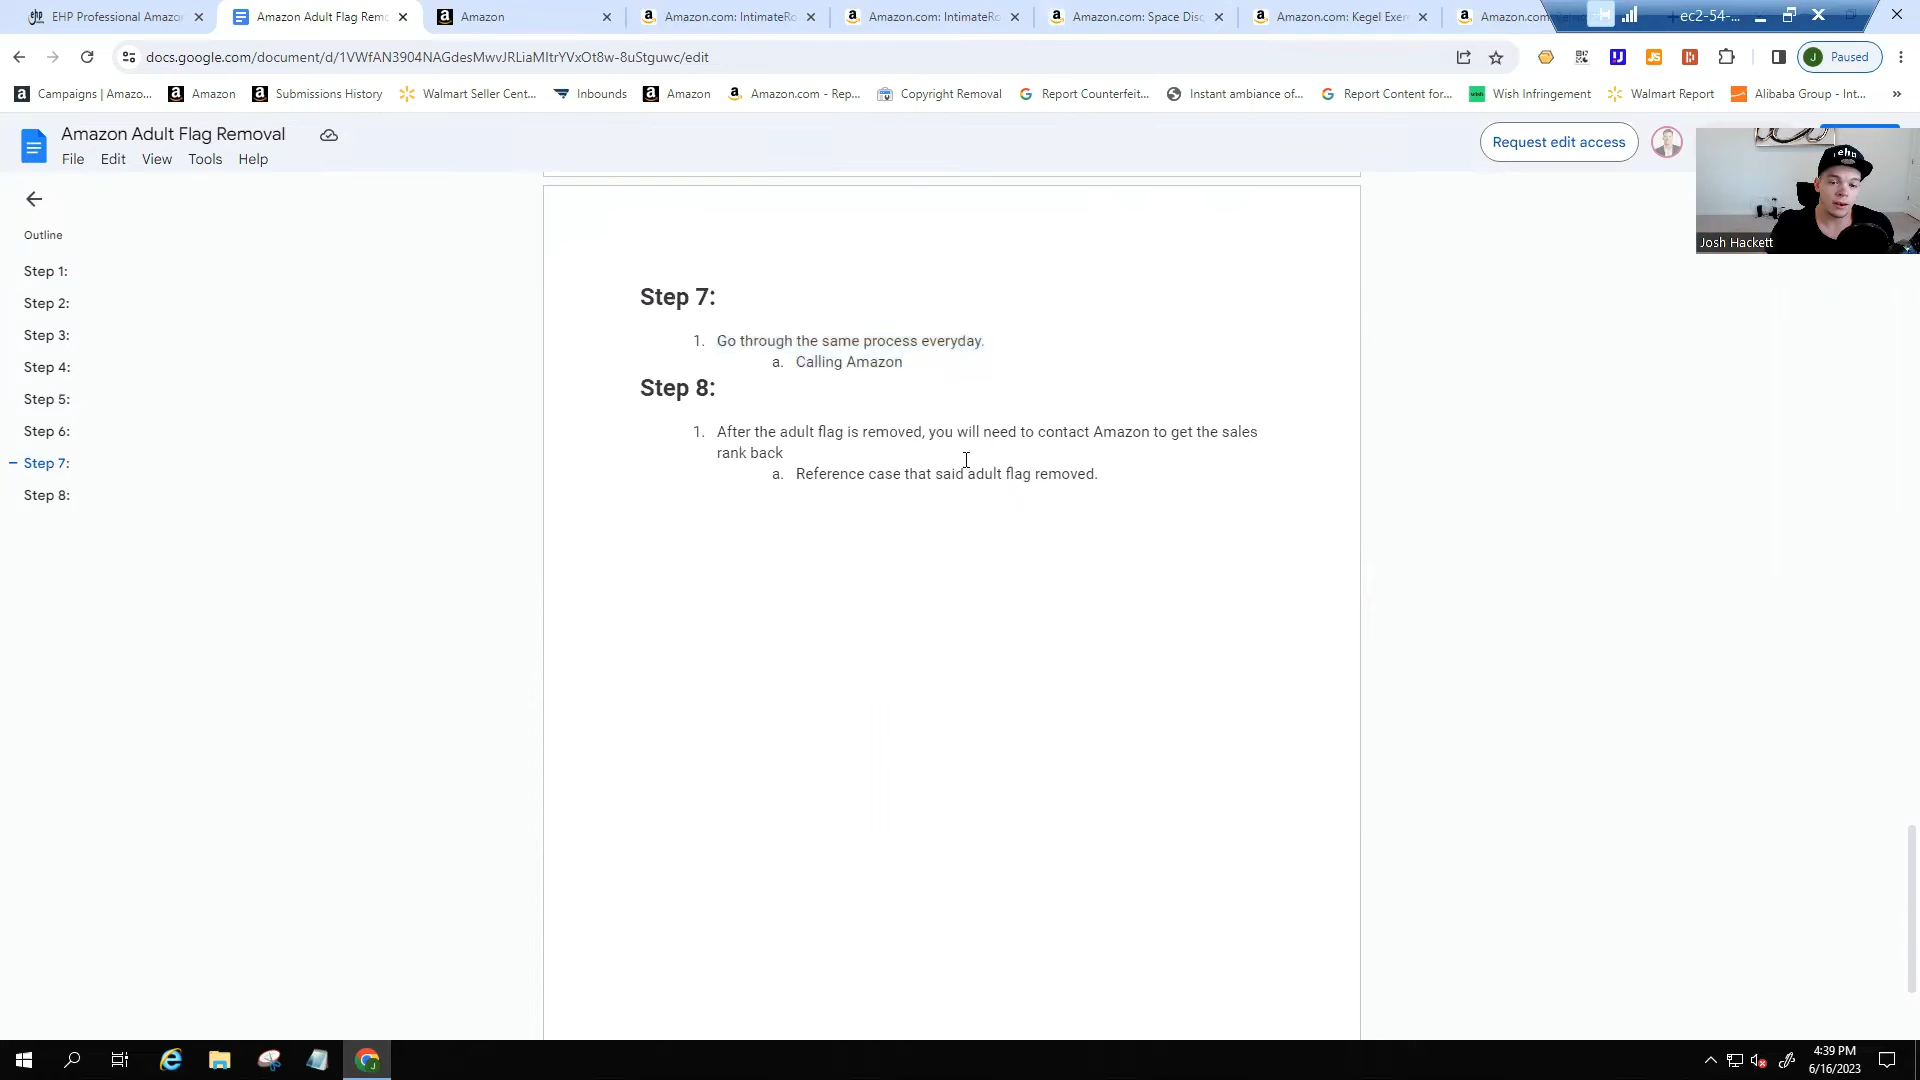 EHP Professional Amazon
Amazon Adult Flag Remo
Amazon
Amazon.com: IntimateRo
Amazon.com: IntimateRo
Amazon.com: Space Disc
Amazon.com: Kegel Exer
Amazon.com
ec2-54-...
docs.google.com/document/d/1VWfAN3904NAGdesMwvJRLiaMItrYVxOt8w-8uStguwc/edit
J Paused
Campaigns | Amazo...
Amazon
Submissions History
Walmart Seller Cent...
Inbounds
Amazon
Amazon.com - Rep...
Copyright Removal
Report Counterfeit...
Instant ambiance of...
Report Content for...
Wish Infringement
Walmart Report
Alibaba Group - Int...
»
Amazon Adult Flag Removal
File Edit View Tools Help
Request edit access
ehp
Josh Hackett
Outline
Step 1:
Step 2:
Step 3:
Step 4:
Step 5:
Step 6:
Step 7:
Step 8:
Step 7:
1. Go through the same process everyday.
a. Calling Amazon
Step 8:
1. After the adult flag is removed, you will need to contact Amazon to get the sales
rank back
a. Reference case that said adult flag removed.
4:39 PM
6/16/2023